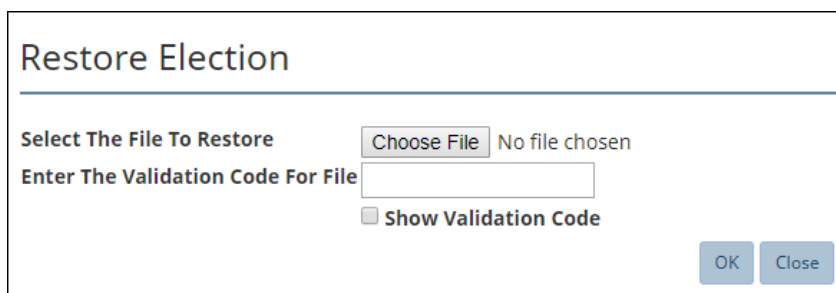 Restore Election
Select The File To Restore Choose File No file chosen
Enter The Validation Code For File
Show Validation Code
OK Close